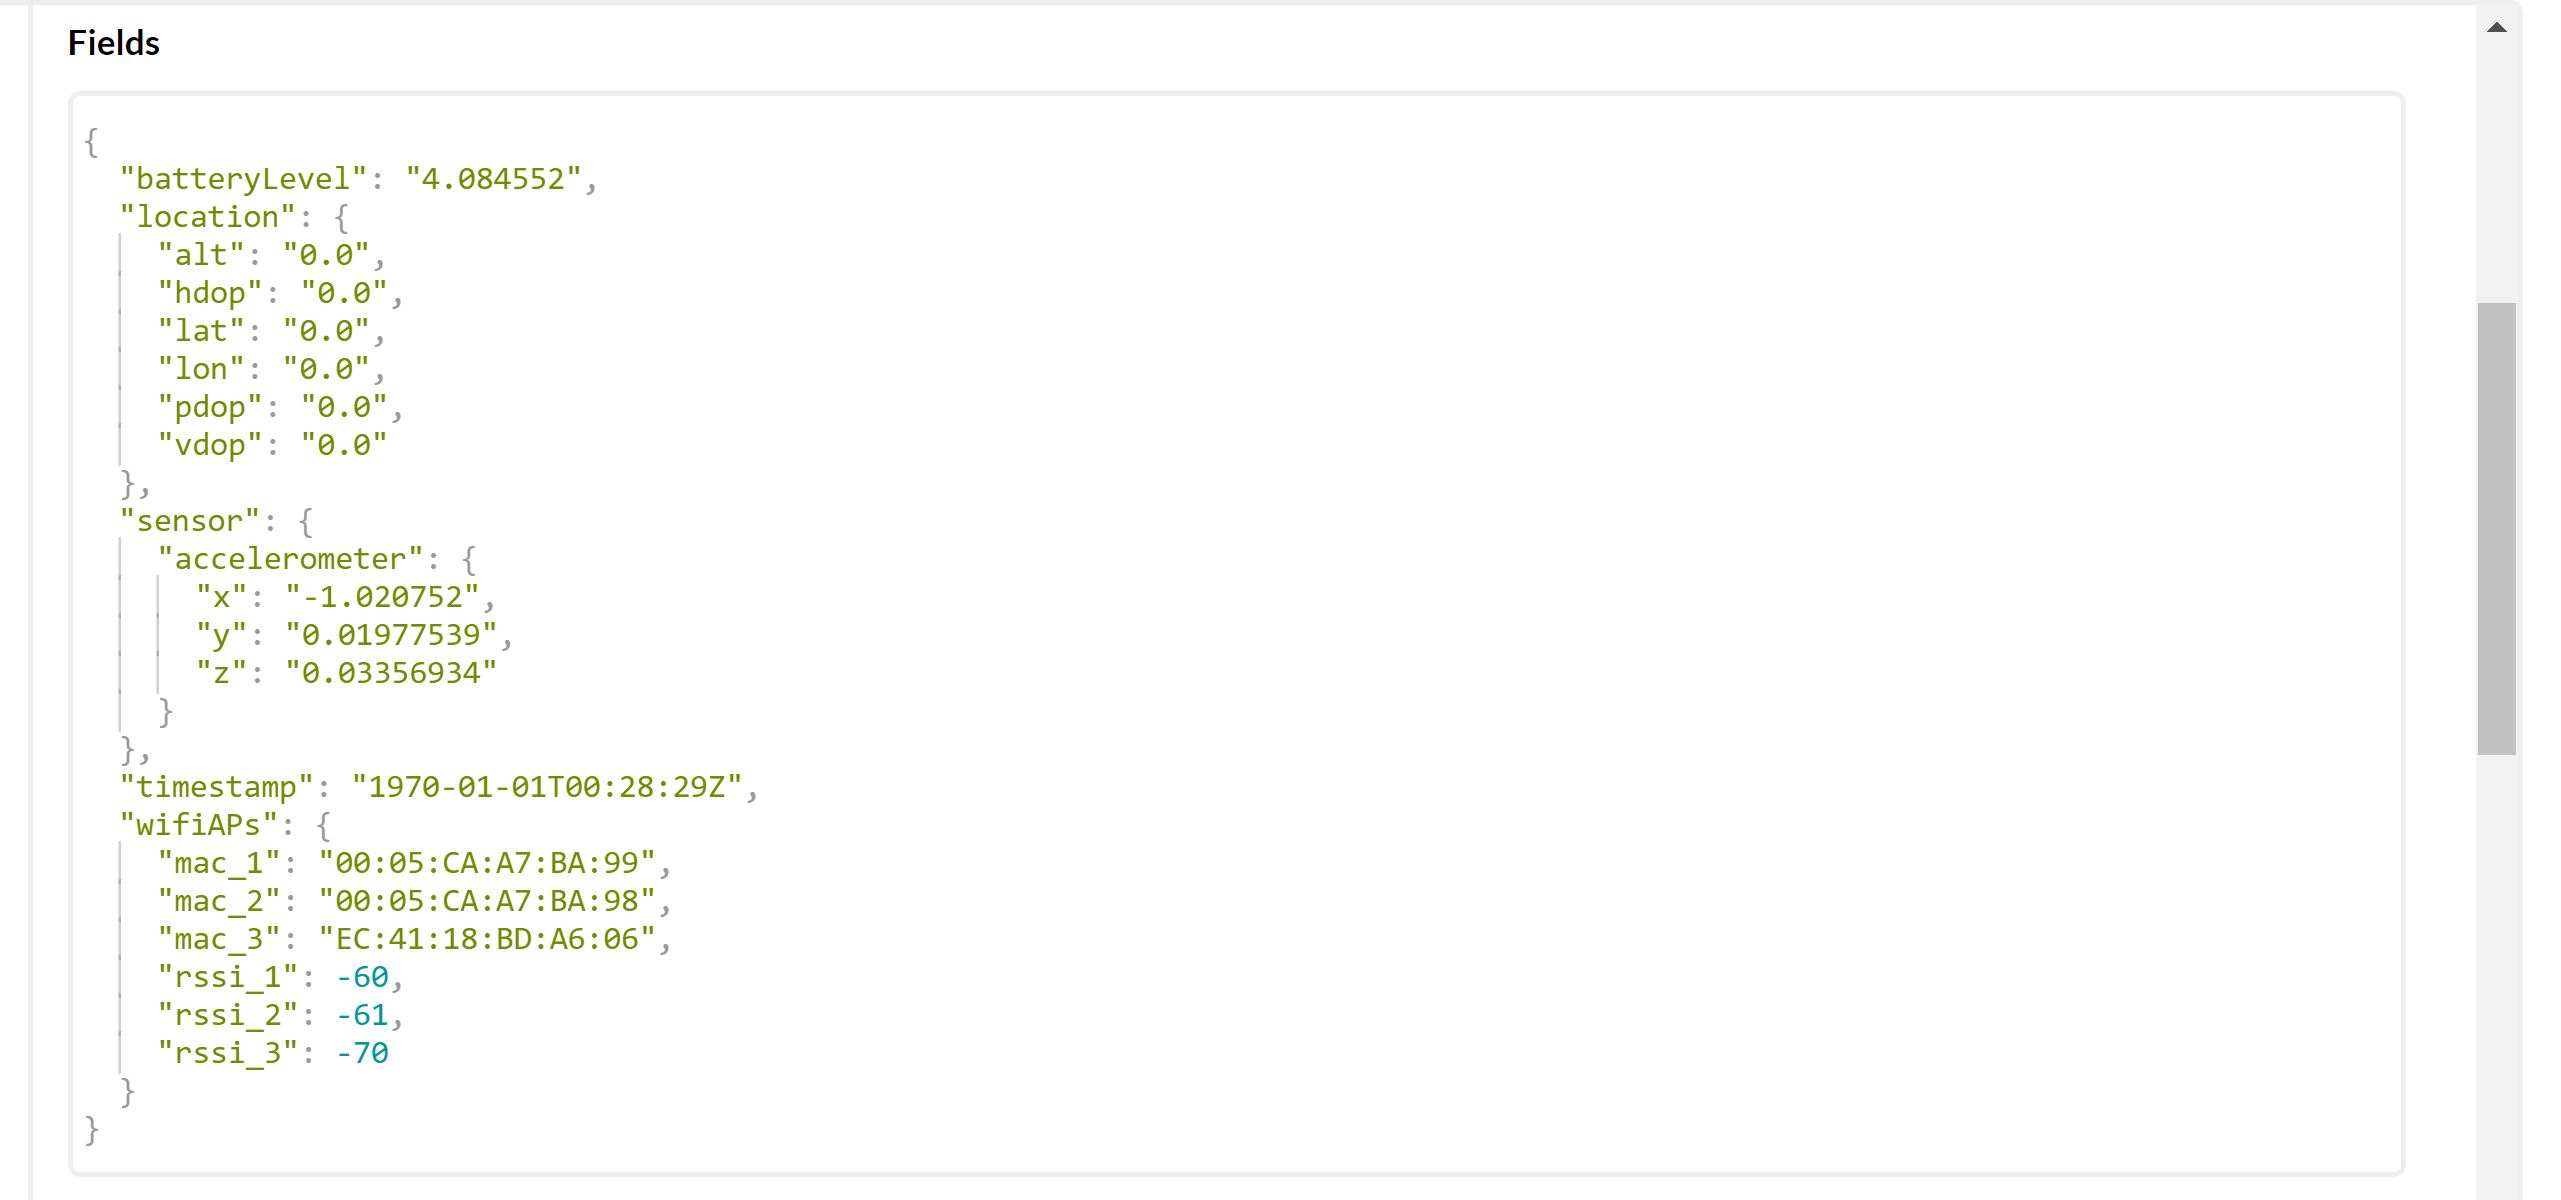 Fields
{
"batteryLevel": "4.084552",
"location": {
"alt": "0.0",
"hdop": "0.0",
"lat": "0.0",
"lon": "0.0",
"pdop": "0.0",
"vdop": "0.0"
},
"sensor": {
"accelerometer": {
"x": "-1.020752",
"y": "0.01977539",
"z": "0.03356934"
}
},
"timestamp": "1970-01-01T00:28:29Z",
"wifiAPs": {
"mac_1": "00:05:CA:A7:BA:99",
"mac_2": "00:05:CA:A7:BA:98",
"mac_3": "EC:41:18:BD:A6:06",
"rssi_1": -60,
"rssi_2": -61,
"rssi_3": -70
}
}